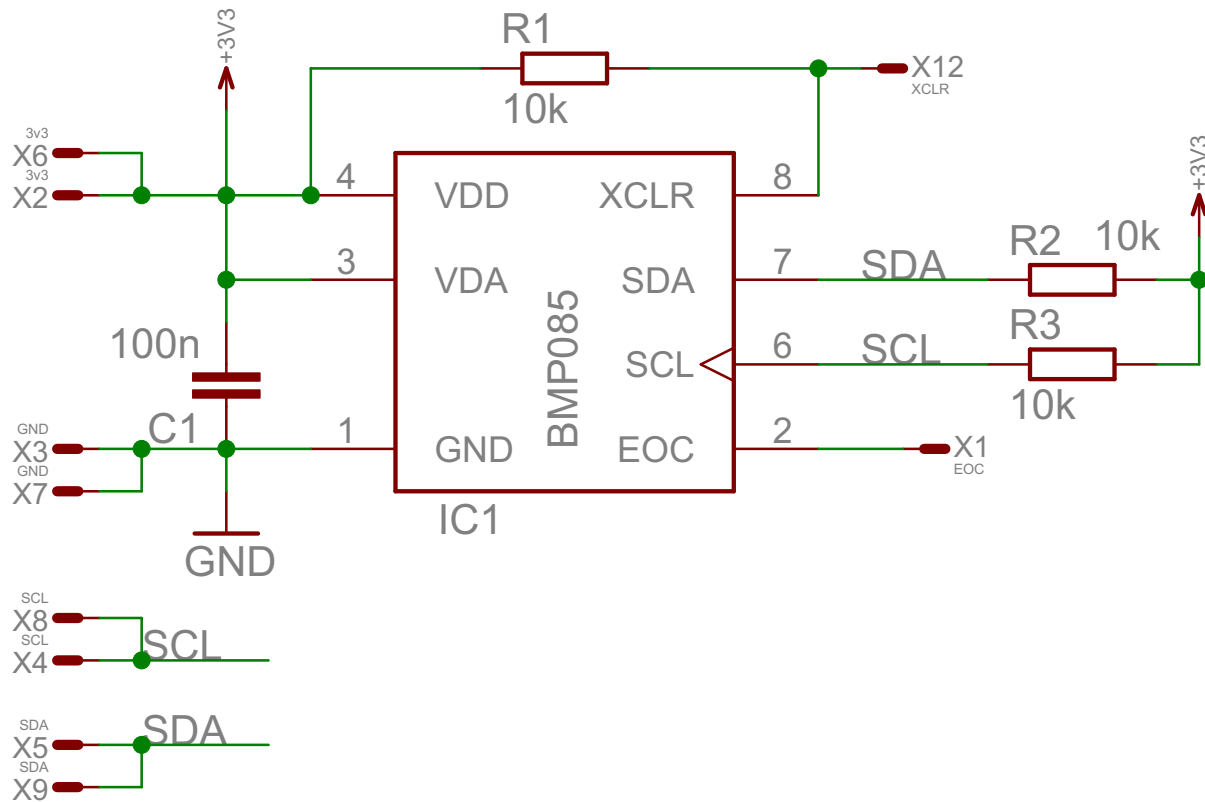 +3V3
R1
10k
X12
XCLR
3v3
X6
3v3
X2
4
VDD
XCLR
8
+3V3
3
VDA
SDA
7
SDA
R2
10k
100n
BMP085
SCL
6
SCL
R3
10k
C1
GND
X3
GND
X7
1
GND
EOC
2
X1
EOC
IC1
GND
SCL
X8
SCL
X4
SCL
SDA
X5
SDA
SDA
X9